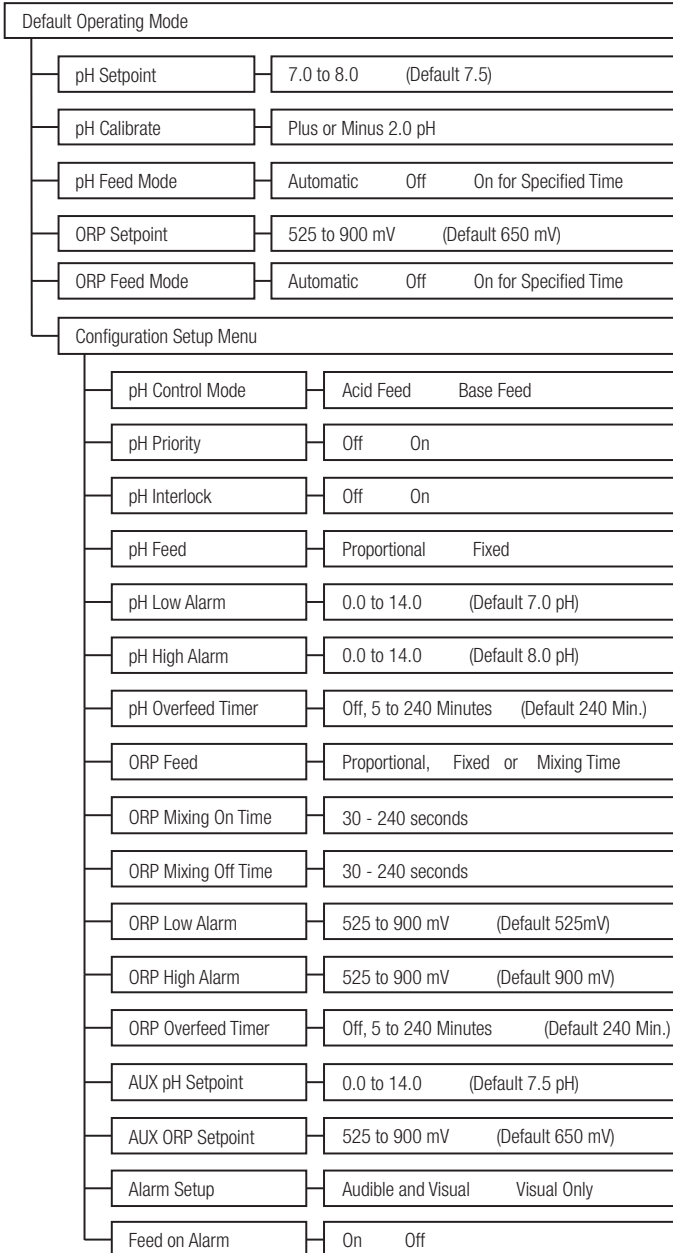 Default Operating Mode
pH Setpoint 7.0 to 8.0 (Default 7.5)
pH Calibrate Plus or Minus 2.0 pH
pH Feed Mode Automatic Off On for Specified Time
ORP Setpoint 525 to 900 mV (Default 650 mV)
ORP Feed Mode Automatic Off On for Specified Time
Configuration Setup Menu
pH Control Mode Acid Feed Base Feed
pH Priority Off On
pH Interlock Off On
pH Feed Proportional Fixed
pH Low Alarm 0.0 to 14.0 (Default 7.0 pH)
pH High Alarm 0.0 to 14.0 (Default 8.0 pH)
pH Overfeed Timer Off, 5 to 240 Minutes (Default 240 Min.)
ORP Feed Proportional, Fixed or Mixing Time
ORP Mixing On Time 30 - 240 seconds
ORP Mixing Off Time 30 - 240 seconds
ORP Low Alarm 525 to 900 mV (Default 525mV)
ORP High Alarm 525 to 900 mV (Default 900 mV)
ORP Overfeed Timer Off, 5 to 240 Minutes (Default 240 Min.)
AUX pH Setpoint 0.0 to 14.0 (Default 7.5 pH)
AUX ORP Setpoint 525 to 900 mV (Default 650 mV)
Alarm Setup Audible and Visual Visual Only
Feed on Alarm On Off